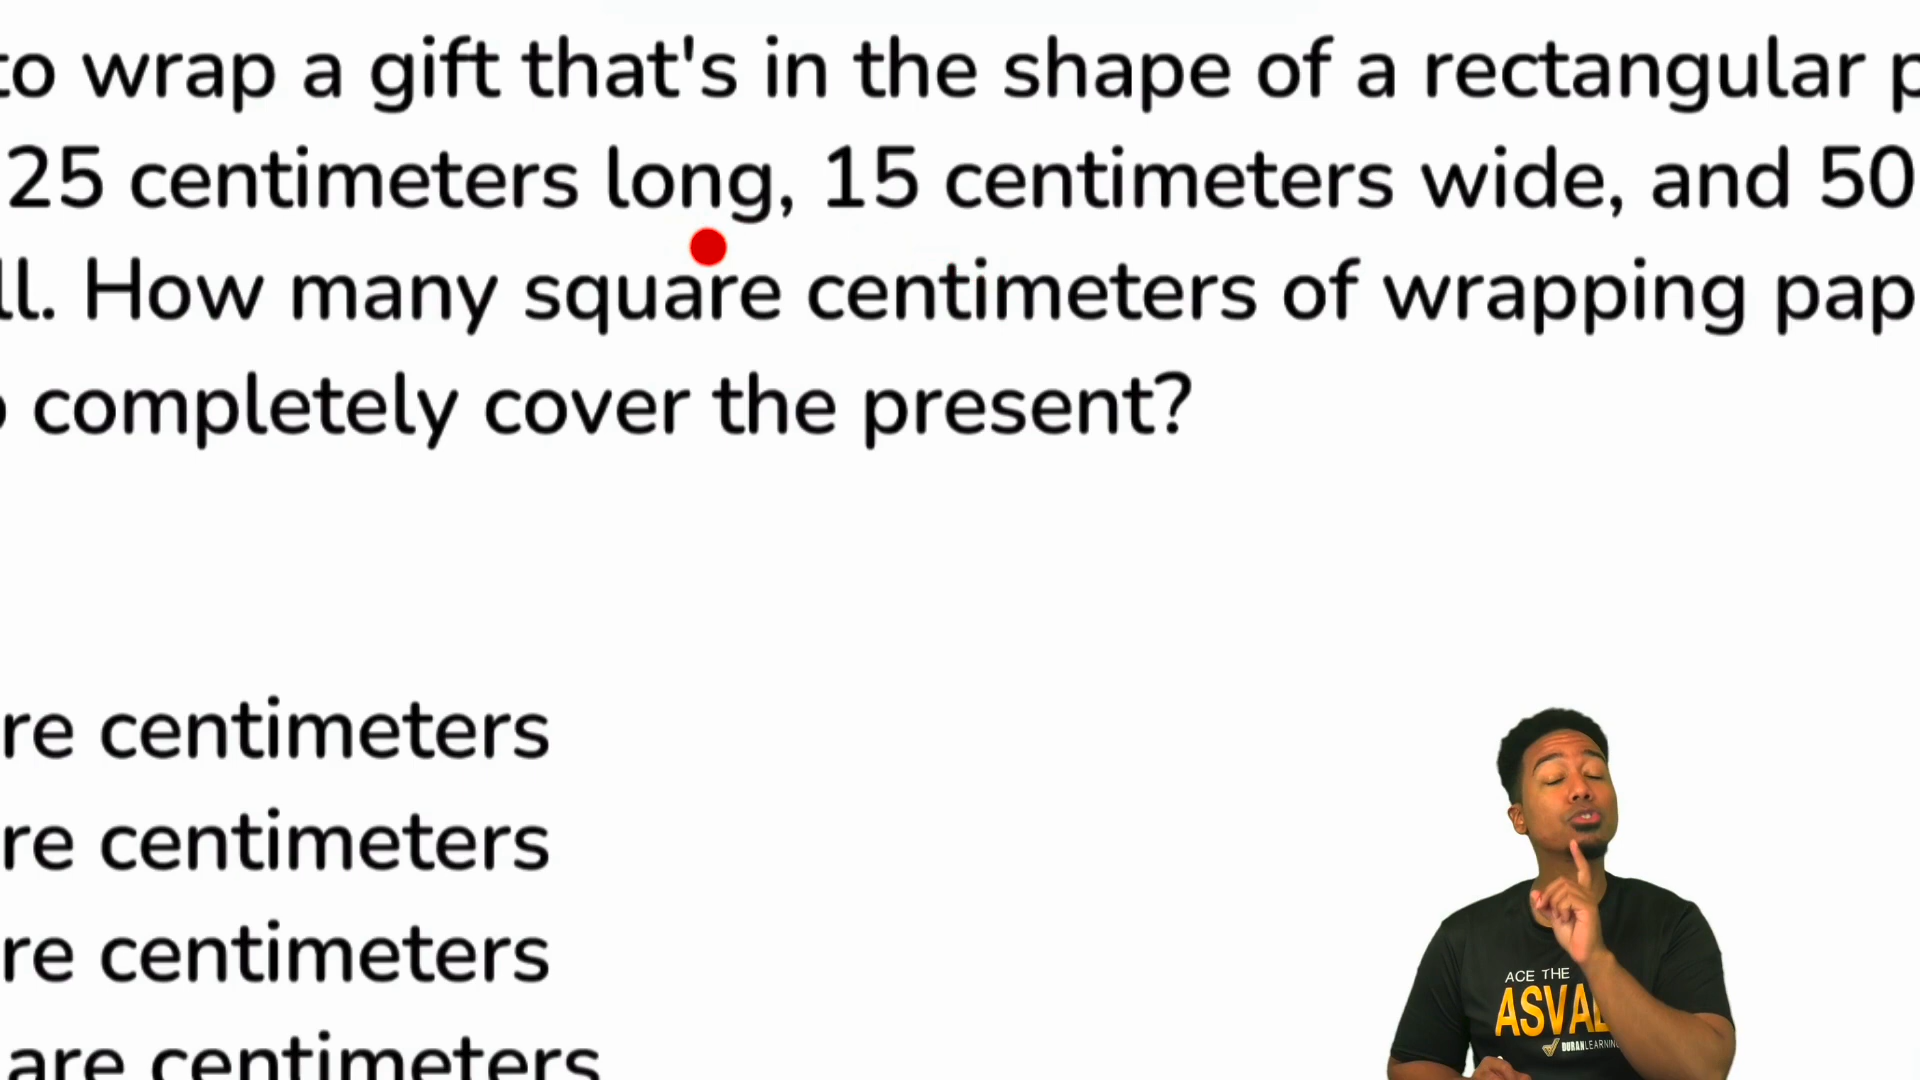 to wrap a gift that's in the shape of a rectangular p
25 centimeters long, 15 centimeters wide, and 50
ll. How many square centimeters of wrapping pap
o completely cover the present?
re centimeters
re centimeters
re centimeters
are centimeters
ACE THE
ASVAB
DURANLEARNING